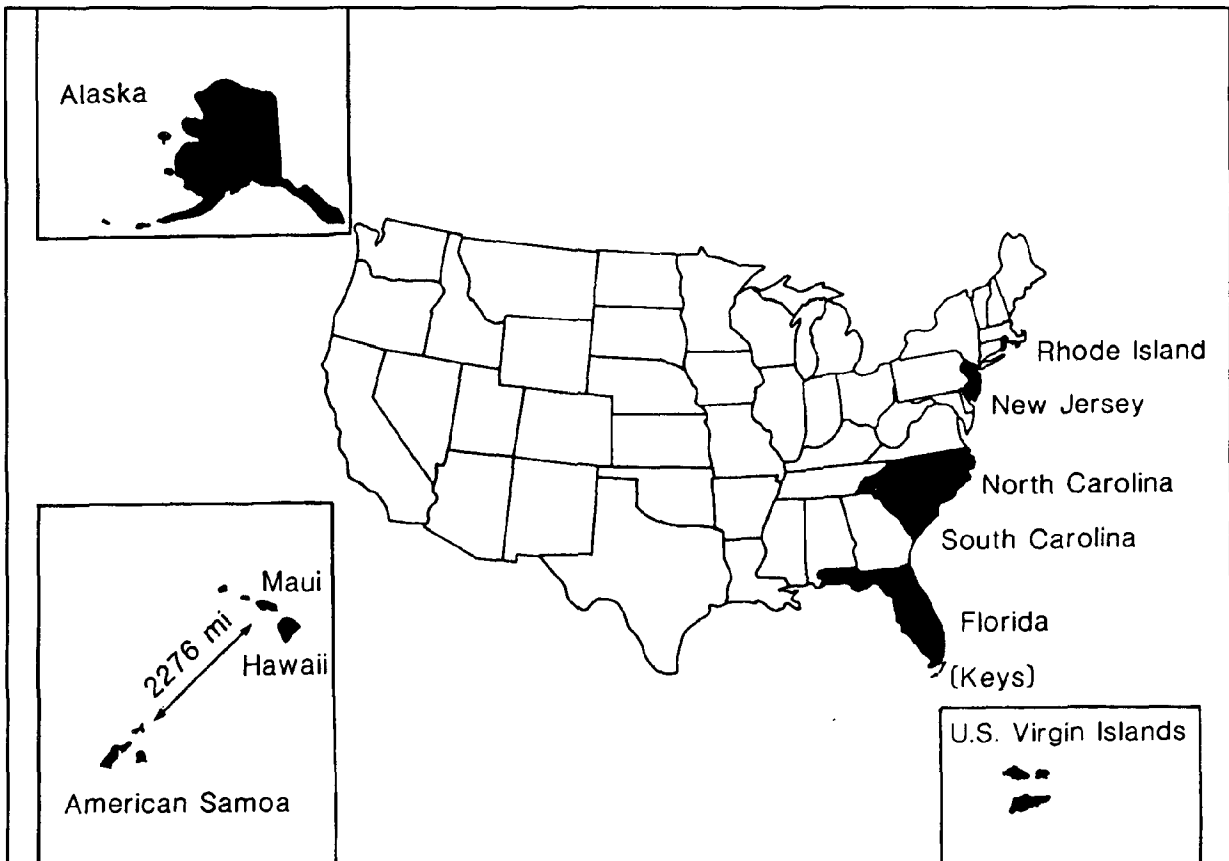 Alaska
Rhode Island
New Jersey
North Carolina
South Carolina
Florida
(Keys)
Maui
2276 mi
Hawaii
American Samoa
U.S. Virgin Islands